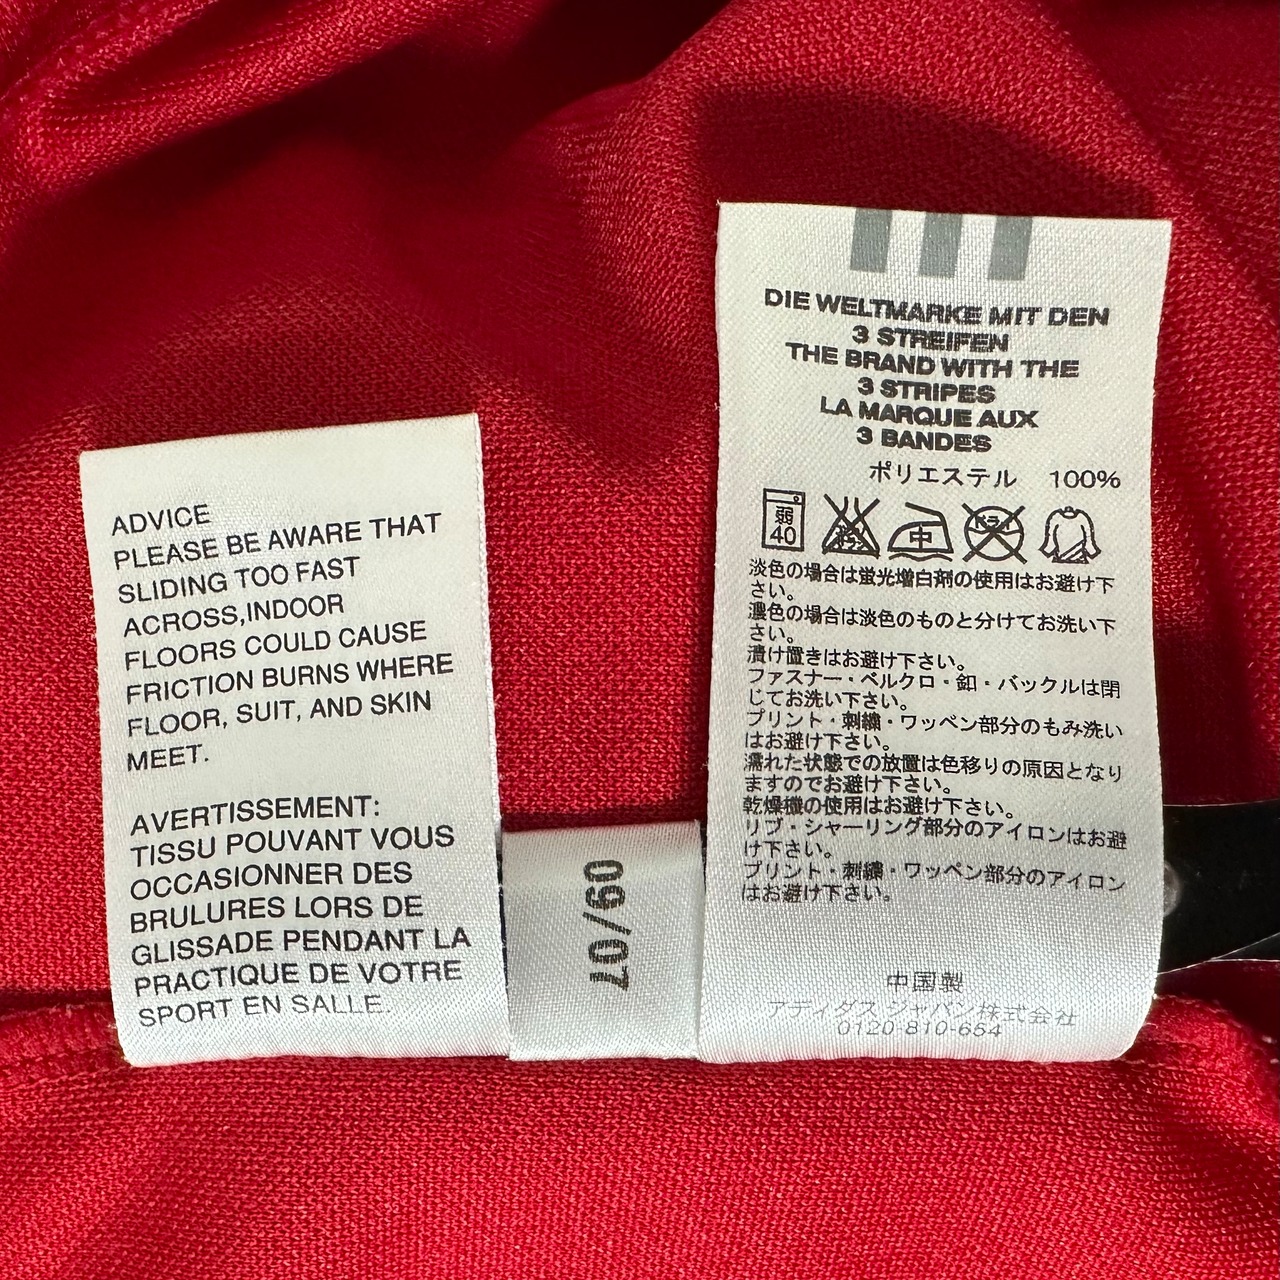 ADVICE
PLEASE BE AWARE THAT
SLIDING TOO FAST
ACROSS,INDOOR
FLOORS COULD CAUSE
FRICTION BURNS WHERE
FLOOR, SUIT, AND SKIN
MEET.
AVERTISSEMENT:
TISSU POUVANT VOUS
OCCASIONNER DES
BRULURES LORS DE
GLISSADE PENDANT LA
PRACTIQUE DE VOTRE
SPORT EN SALLE.
09/07
DIE WELTMARKE MIT DEN
3 STREIFEN
THE BRAND WITH THE
3 STRIPES
LA MARQUE AUX
3 BANDES
ポリエステル 100%
弱
40
中
ドライ
淡色の場合は蛍光増白剤の使用はお避け下
さい。
濃色の場合は淡色のものと分けてお洗い下
さい。
漬け置きはお避け下さい。
ファスナー・ベルクロ・釦・バックルは閉
じてお洗い下さい。
プリント・刺繍・ワッペン部分のもみ洗い
はお避け下さい。
濡れた状態での放置は色移りの原因となり
ますのでお避け下さい。
乾燥機の使用はお避け下さい。
リブ・シャーリング部分のアイロンはお避
け下さい。
プリント・刺繍・ワッペン部分のアイロン
はお避け下さい。
中国製
アディダス ジャパン株式会社
0120-810-654